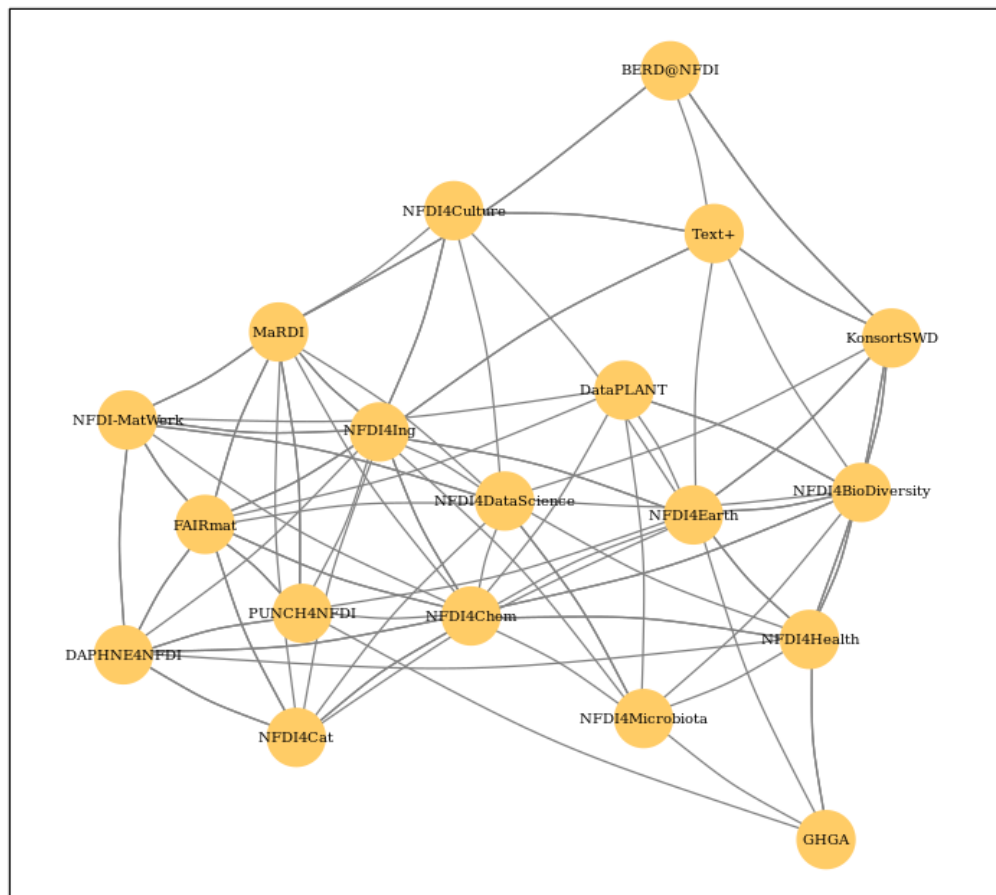 BERD@NFDI
NFDI4Culture
Text+
MaRDI
KonsortSWD
DataPLANT
NFDI-MatWerk
NFDI4Ing
NFDI4DataScience
NFDI4BioDiversity
NFDI4Earth
FAIRmat
PUNCH4NFDI
NFDI4Chem
NFDI4Health
DAPHNE4NFDI
NFDI4Microbiota
NFDI4Cat
GHGA